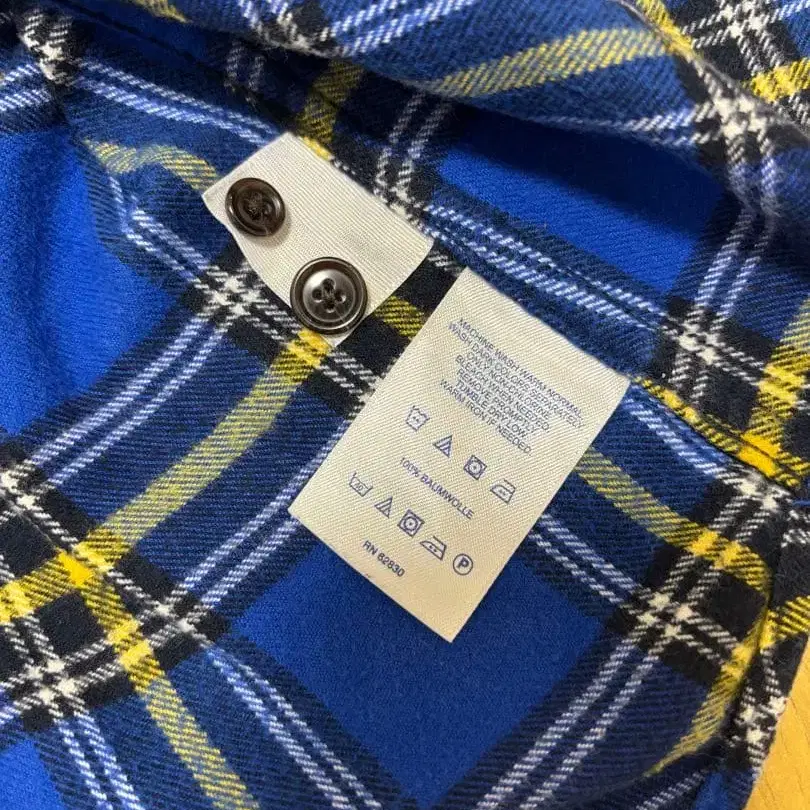 MACHINE WASH WARM NORMAL.
WASH DARK COLORS SEPARATELY.
ONLY NON-CHLORINE
BLEACH WHEN NEEDED.
REMOVE PROMPTLY.
TUMBLE DRY LOW.
WARM IRON IF NEEDED.
100% BAUMWOLLE
P
RN 62830